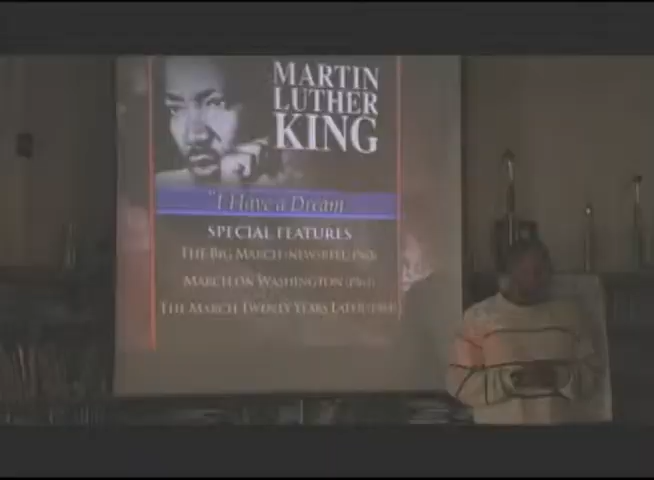 MARTIN
LUTHER
KING
"I Have a Dream
SPECIAL FEATURES
THE BIG MARCH (NEWSREEL, 1963)
MARCH ON WASHINGTON
THE MARCH TWENTY YEARS LATER